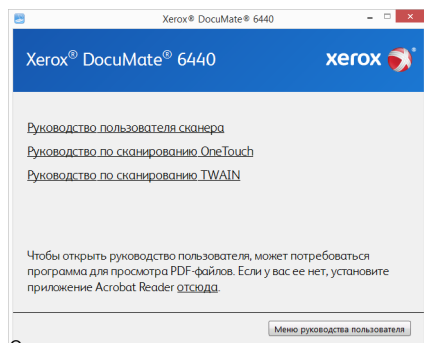 Xerox® DocuMate® 6440
Xerox® DocuMate® 6440
xerox
Руководство пользователя сканера
Руководство по сканированию OneTouch
Руководство по сканированию TWAIN
Чтобы открыть руководство пользователя, может потребоваться
программа для просмотра PDF-файлов. Если у вас ее нет, установите
приложение Acrobat Reader отсюда.
Меню руководства пользователя